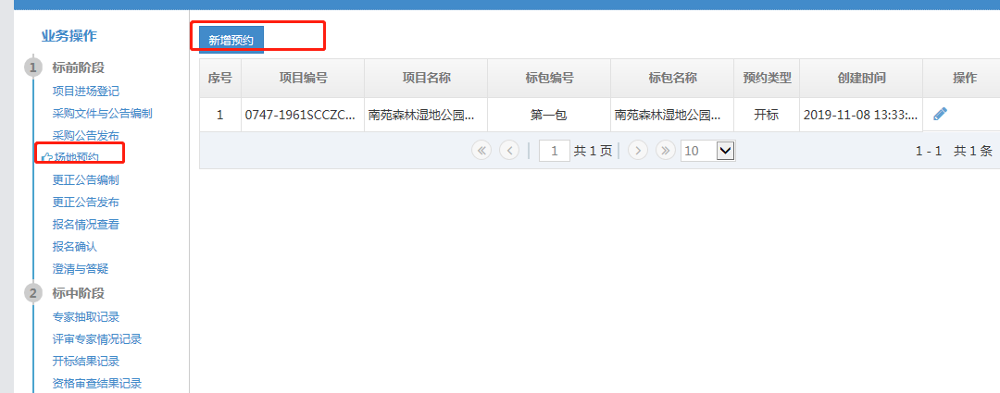 业务操作
1 标前阶段
项目进场登记
采购文件与公告编制
采购公告发布
场地预约
更正公告编制
更正公告发布
报名情况查看
报名确认
澄清与答疑
2 标中阶段
专家抽取记录
评审专家情况记录
开标结果记录
资格审查结果记录
新增预约
序号 项目编号 项目名称 标包编号 标包名称 预约类型 创建时间 操作
1 0747-1961SCCZC... 南苑森林湿地公园... 第一包 南苑森林湿地公园... 开标 2019-11-08 13:33:...
1 共 1 页 10 1 - 1 共 1 条